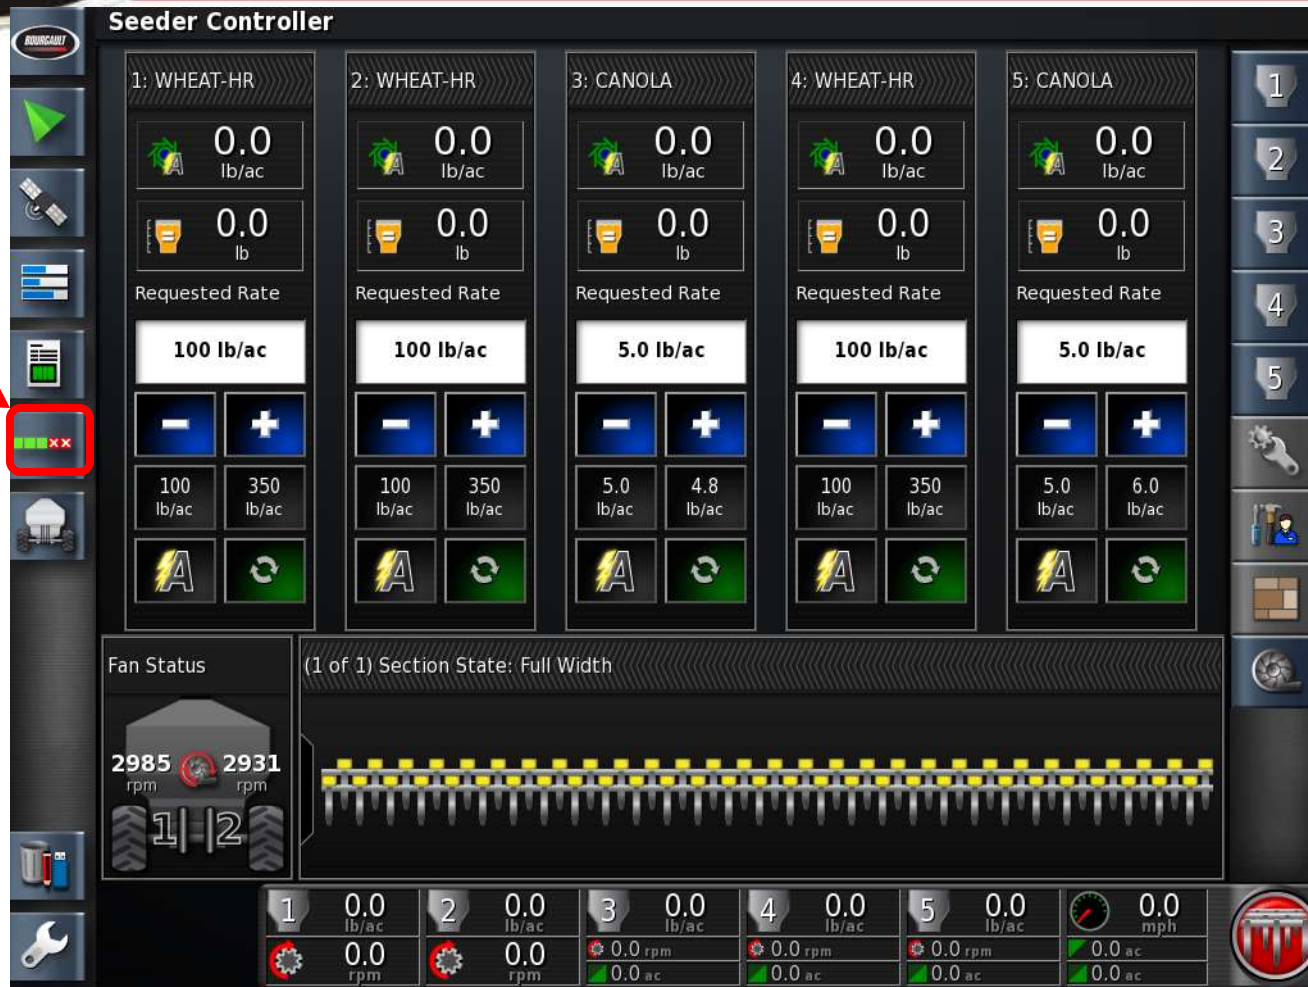 BOURGAULT
Seeder Controller
1: WHEAT-HR
2: WHEAT-HR
3: CANOLA
4: WHEAT-HR
5: CANOLA
0.0 0.0 0.0 0.0 0.0
lb/ac lb/ac lb/ac lb/ac lb/ac
0.0 0.0 0.0 0.0 0.0
lb lb lb lb lb
Requested Rate Requested Rate Requested Rate Requested Rate Requested Rate
100 lb/ac 100 lb/ac 5.0 lb/ac 100 lb/ac 5.0 lb/ac
100 350 100 350 5.0 4.8 100 350 5.0 6.0
lb/ac lb/ac lb/ac lb/ac lb/ac lb/ac lb/ac lb/ac lb/ac lb/ac
A A A A A
1
2
3
4
5
Fan Status
2985 2931
rpm rpm
1 2
(1 of 1) Section State: Full Width
1 0.0 2 0.0 3 0.0 4 0.0 5 0.0 0.0
lb/ac lb/ac lb/ac lb/ac lb/ac mph
0.0 0.0 0.0 rpm 0.0 rpm 0.0 rpm 0.0 ac
rpm rpm 0.0 ac 0.0 ac 0.0 ac 0.0 ac